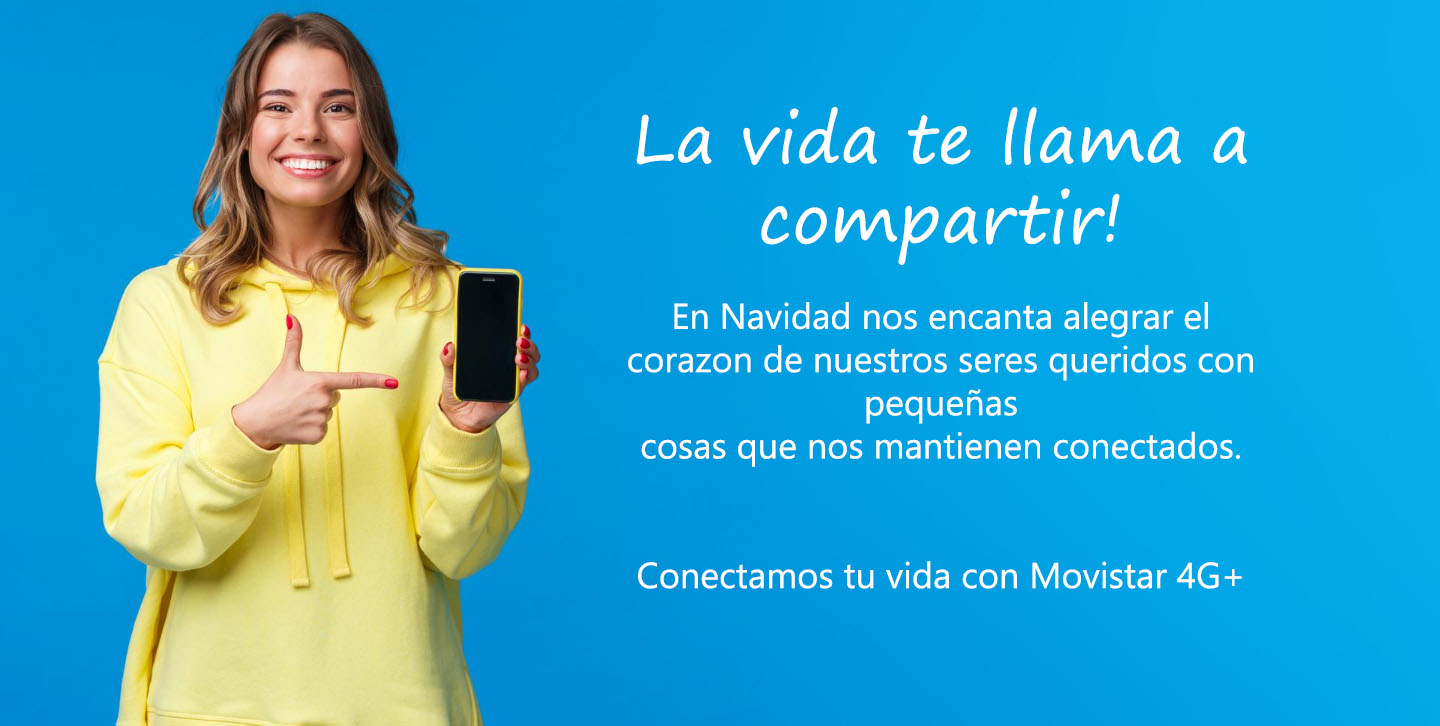 La vida te llama a
compartir!
En Navidad nos encanta alegrar el
corazon de nuestros seres queridos con
pequeñas
cosas que nos mantienen conectados.
Conectamos tu vida con Movistar 4G+